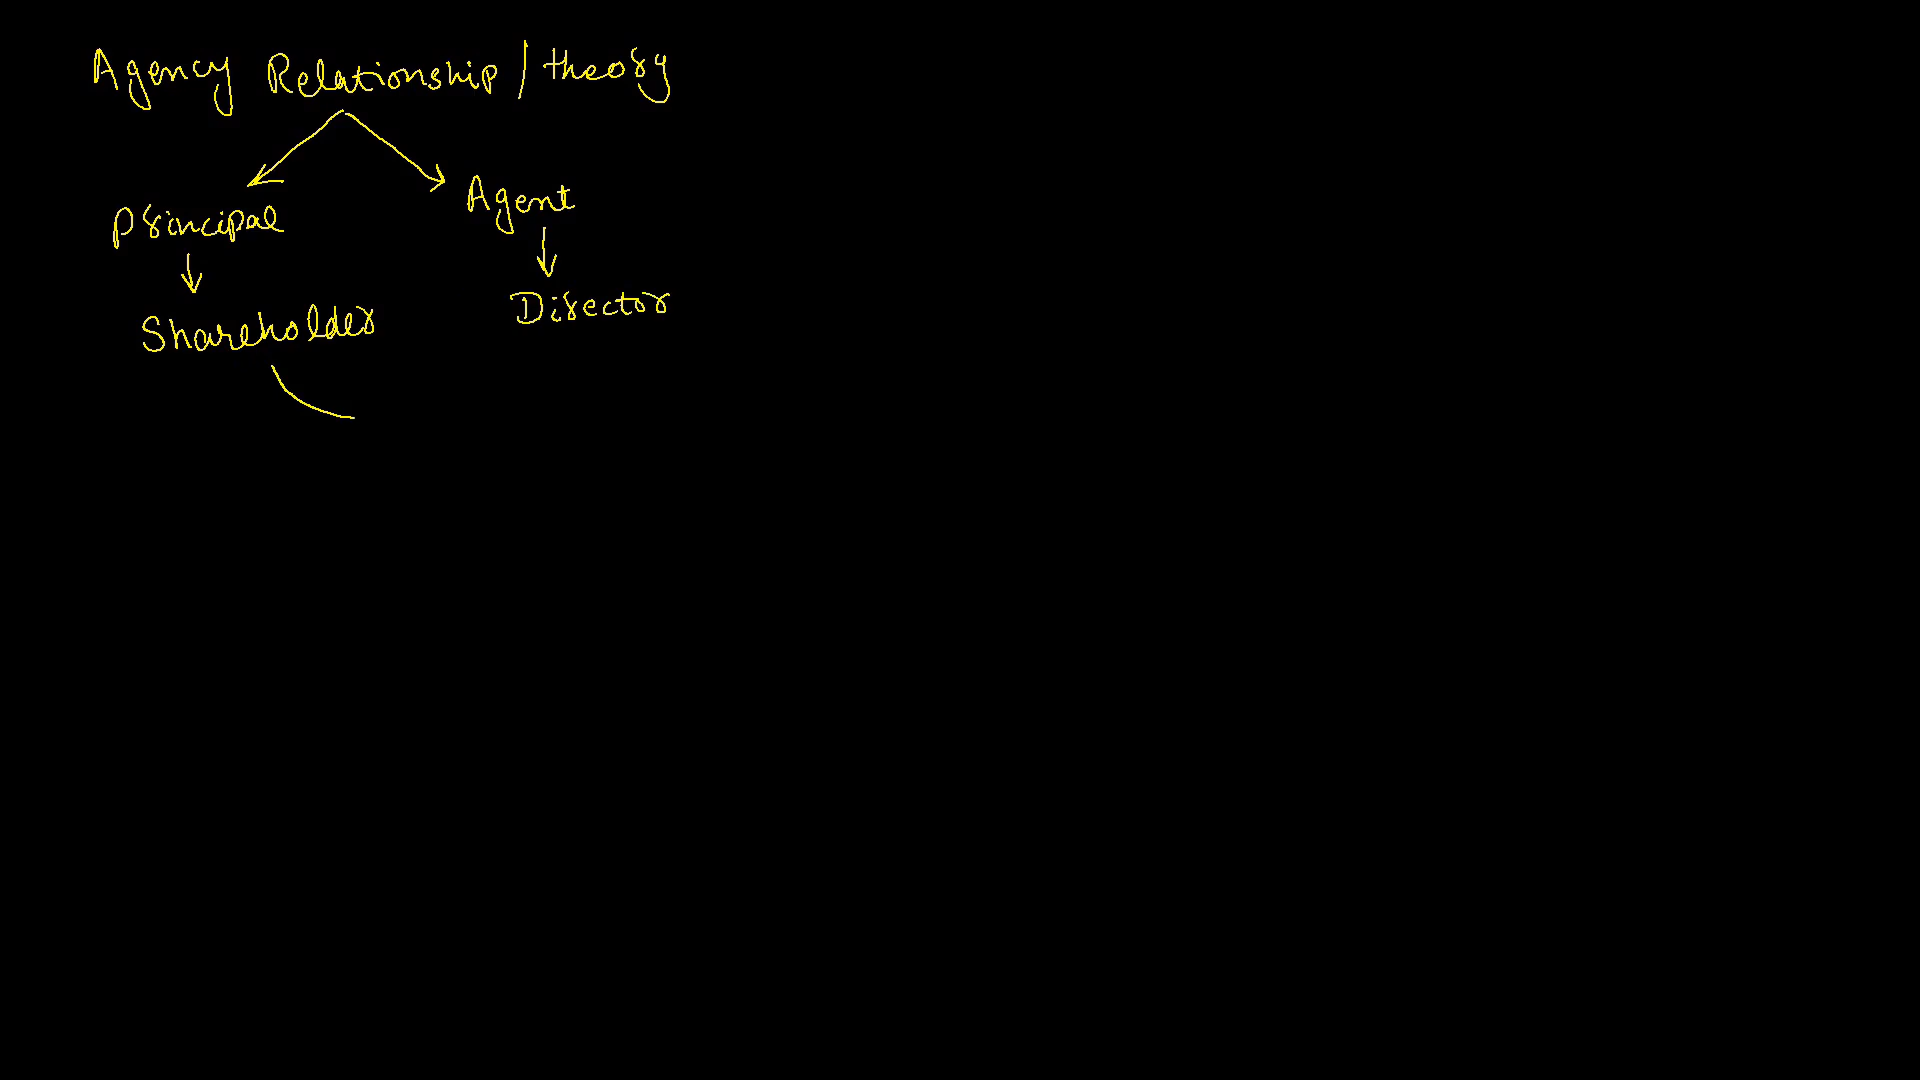 Agency Relationship / theory
Principal
Agent
Shareholder
Director